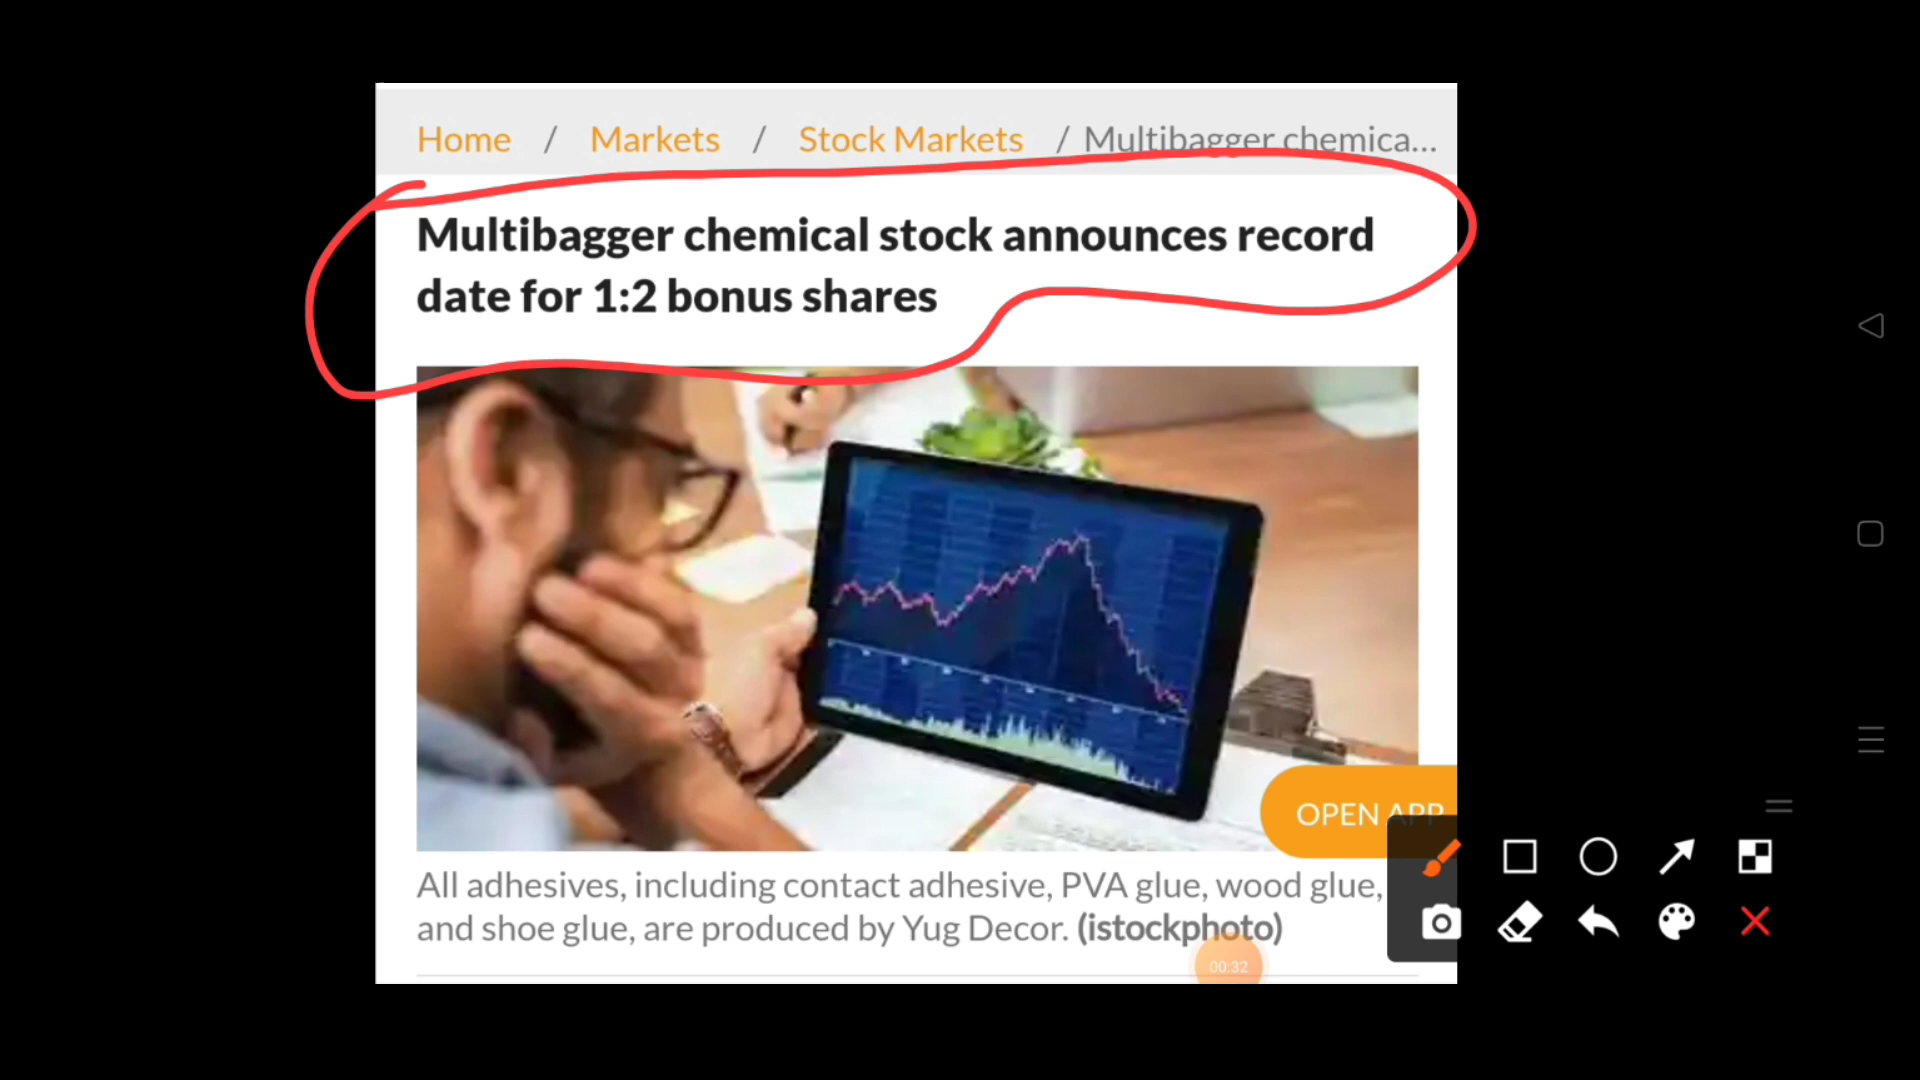 Home / Markets / Stock Markets / Multibagger chemica...
Multibagger chemical stock announces record
date for 1:2 bonus shares
OPEN APP
All adhesives, including contact adhesive, PVA glue, wood glue,
and shoe glue, are produced by Yug Decor. (istockphoto)
00:32